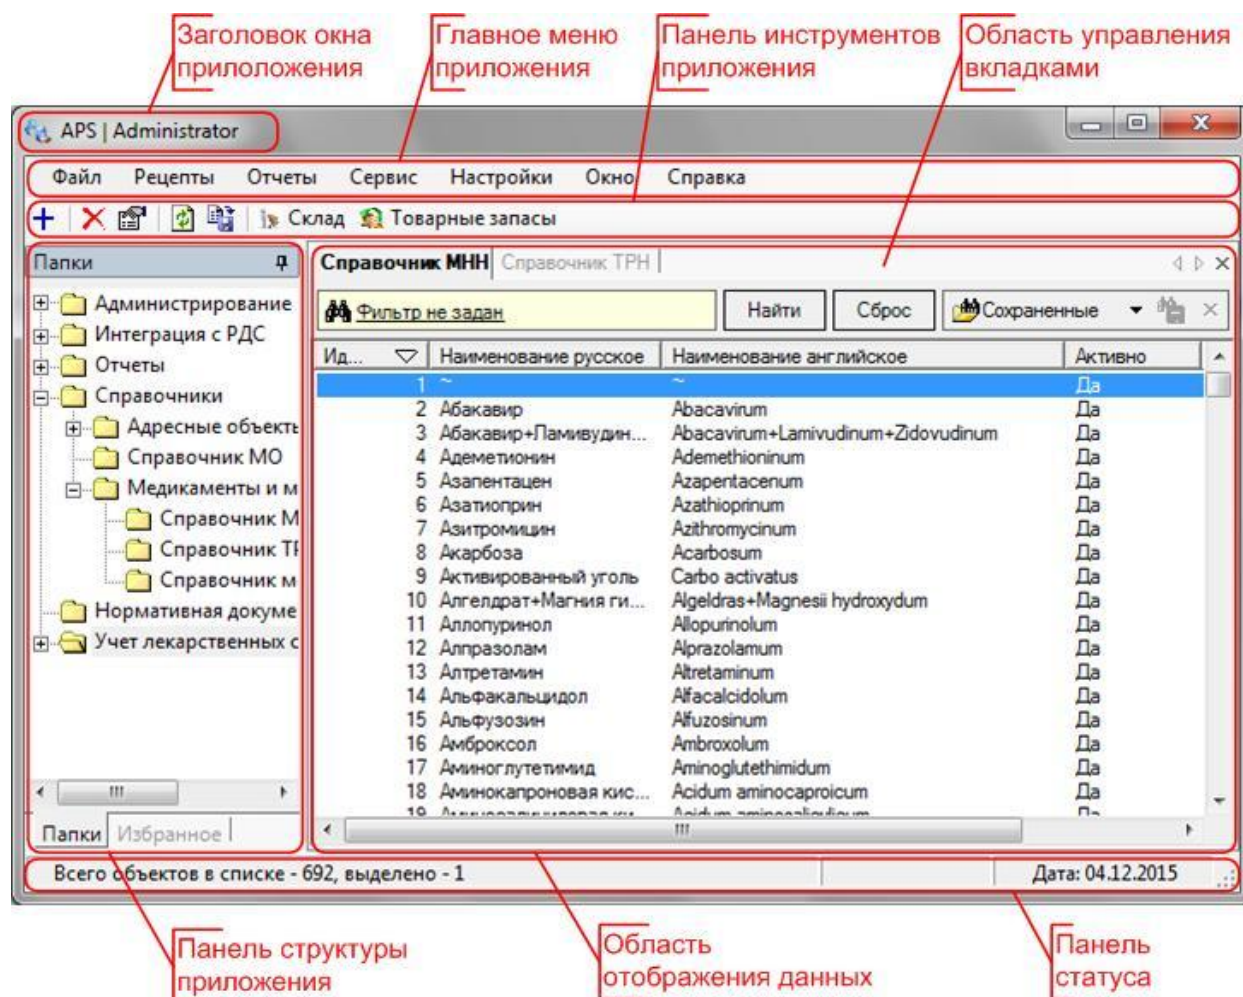 Заголовок окна
прилоложения
Главное меню
приложения
Панель инструментов
приложения
Область управления
вкладками
APS | Administrator
Файл Рецепты Отчеты Сервис Настройки Окно Справка
Склад Товарные запасы
Папки
Администрирование
Интеграция с РДС
Отчеты
Справочники
Адресные объекть
Справочник МО
Медикаменты и м
Справочник М
Справочник ТР
Справочник м
Нормативная докуме
Учет лекарственных с
Папки Избранное
Справочник МНН Справочник ТРН
Фильтр не задан Найти Сброс Сохраненные
Ид... Наименование русское Наименование английское Активно
1 ~ ~ Да
2 Абакавир Abacavirum Да
3 Абакавир+Ламивудин... Abacavirum+Lamivudinum+Zidovudinum Да
4 Адеметионин Ademethioninum Да
5 Азапентацен Azapentacenum Да
6 Азатиоприн Azathioprinum Да
7 Азитромицин Azithromycinum Да
8 Акарбоза Acarbosum Да
9 Активированный уголь Carbo activatus Да
10 Алгелдрат+Магния ги... Algeldras+Magnesii hydroxydum Да
11 Аллопуринол Allopurinolum Да
12 Алпразолам Alprazolamum Да
13 Алтретамин Altretaminum Да
14 Альфакальцидол Alfacalcidolum Да
15 Альфузозин Alfuzosinum Да
16 Амброксол Ambroxolum Да
17 Аминоглутетимид Aminoglutethimidum Да
18 Аминокапроновая кис... Acidum aminocaproicum Да
19
Всего объектов в списке - 692, выделено - 1 Дата: 04.12.2015
Панель структуры
приложения
Область
отображения данных
Панель
статуса